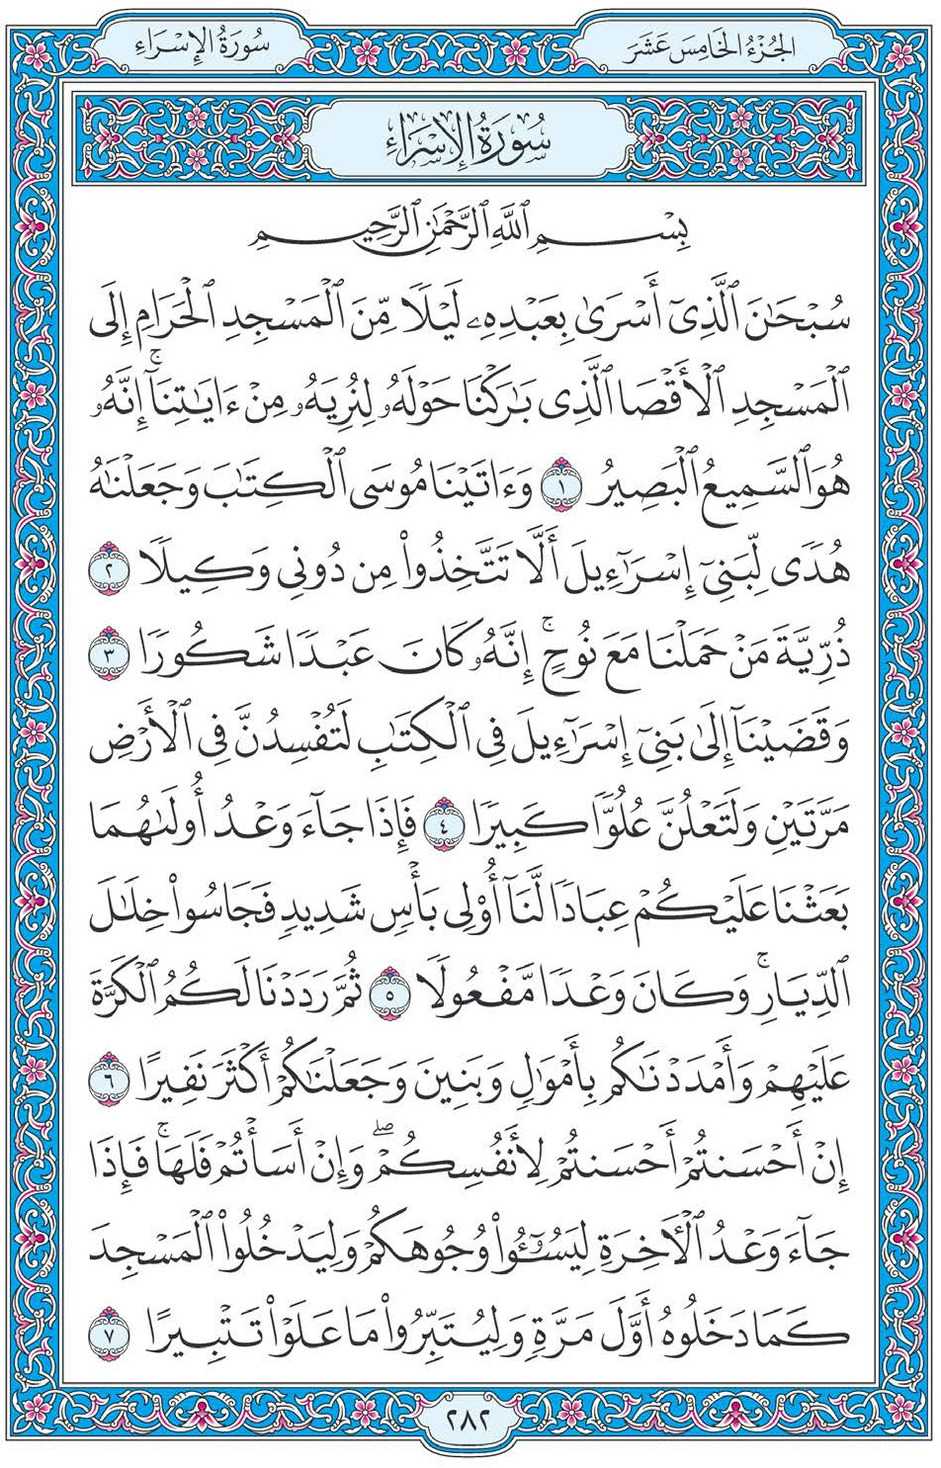 الجُزْءُ الخَامِسَ عَشَرَ
سُورَةُ الإِسْرَاءِ
سُورَةُ الإِسْرَاءِ
بِسْمِ ٱللَّهِ ٱلرَّحْمَٰنِ ٱلرَّحِيمِ
سُبْحَٰنَ ٱلَّذِىٓ أَسْرَىٰ بِعَبْدِهِۦ لَيْلًا مِّنَ ٱلْمَسْجِدِ ٱلْحَرَامِ إِلَى
ٱلْمَسْجِدِ ٱلْأَقْصَا ٱلَّذِى بَٰرَكْنَا حَوْلَهُۥ لِنُرِيَهُۥ مِنْ ءَايَٰتِنَآۚ إِنَّهُۥ
هُوَ ٱلسَّمِيعُ ٱلْبَصِيرُ ١ وَءَاتَيْنَا مُوسَى ٱلْكِتَٰبَ وَجَعَلْنَٰهُ
هُدًى لِّبَنِىٓ إِسْرَٰٓءِيلَ أَلَّا تَتَّخِذُوا۟ مِن دُونِى وَكِيلًا ٢
ذُرِّيَّةَ مَنْ حَمَلْنَا مَعَ نُوحٍۚ إِنَّهُۥ كَانَ عَبْدًا شَكُورًا ٣
وَقَضَيْنَآ إِلَىٰ بَنِىٓ إِسْرَٰٓءِيلَ فِى ٱلْكِتَٰبِ لَتُفْسِدُنَّ فِى ٱلْأَرْضِ
مَرَّتَيْنِ وَلَتَعْلُنَّ عُلُوًّا كَبِيرًا ٤ فَإِذَا جَآءَ وَعْدُ أُولَىٰهُمَا
بَعَثْنَا عَلَيْكُمْ عِبَادًا لَّنَآ أُو۟لِى بَأْسٍ شَدِيدٍ فَجَاسُوا۟ خِلَٰلَ
ٱلدِّيَارِۚ وَكَانَ وَعْدًا مَّفْعُولًا ٥ ثُمَّ رَدَدْنَا لَكُمُ ٱلْكَرَّةَ
عَلَيْهِمْ وَأَمْدَدْنَٰكُم بِأَمْوَٰلٍ وَبَنِينَ وَجَعَلْنَٰكُمْ أَكْثَرَ نَفِيرًا ٦
إِنْ أَحْسَنتُمْ أَحْسَنتُمْ لِأَنفُسِكُمْۖ وَإِنْ أَسَأْتُمْ فَلَهَاۚ فَإِذَا
جَآءَ وَعْدُ ٱلْءَاخِرَةِ لِيَسُۥٓـُٔوا۟ وُجُوهَكُمْ وَلِيَدْخُلُوا۟ ٱلْمَسْجِدَ
كَمَا دَخَلُوهُ أَوَّلَ مَرَّةٍ وَلِيُتَبِّرُوا۟ مَا عَلَوْا۟ تَتْبِيرًا ٧
٢٨٢